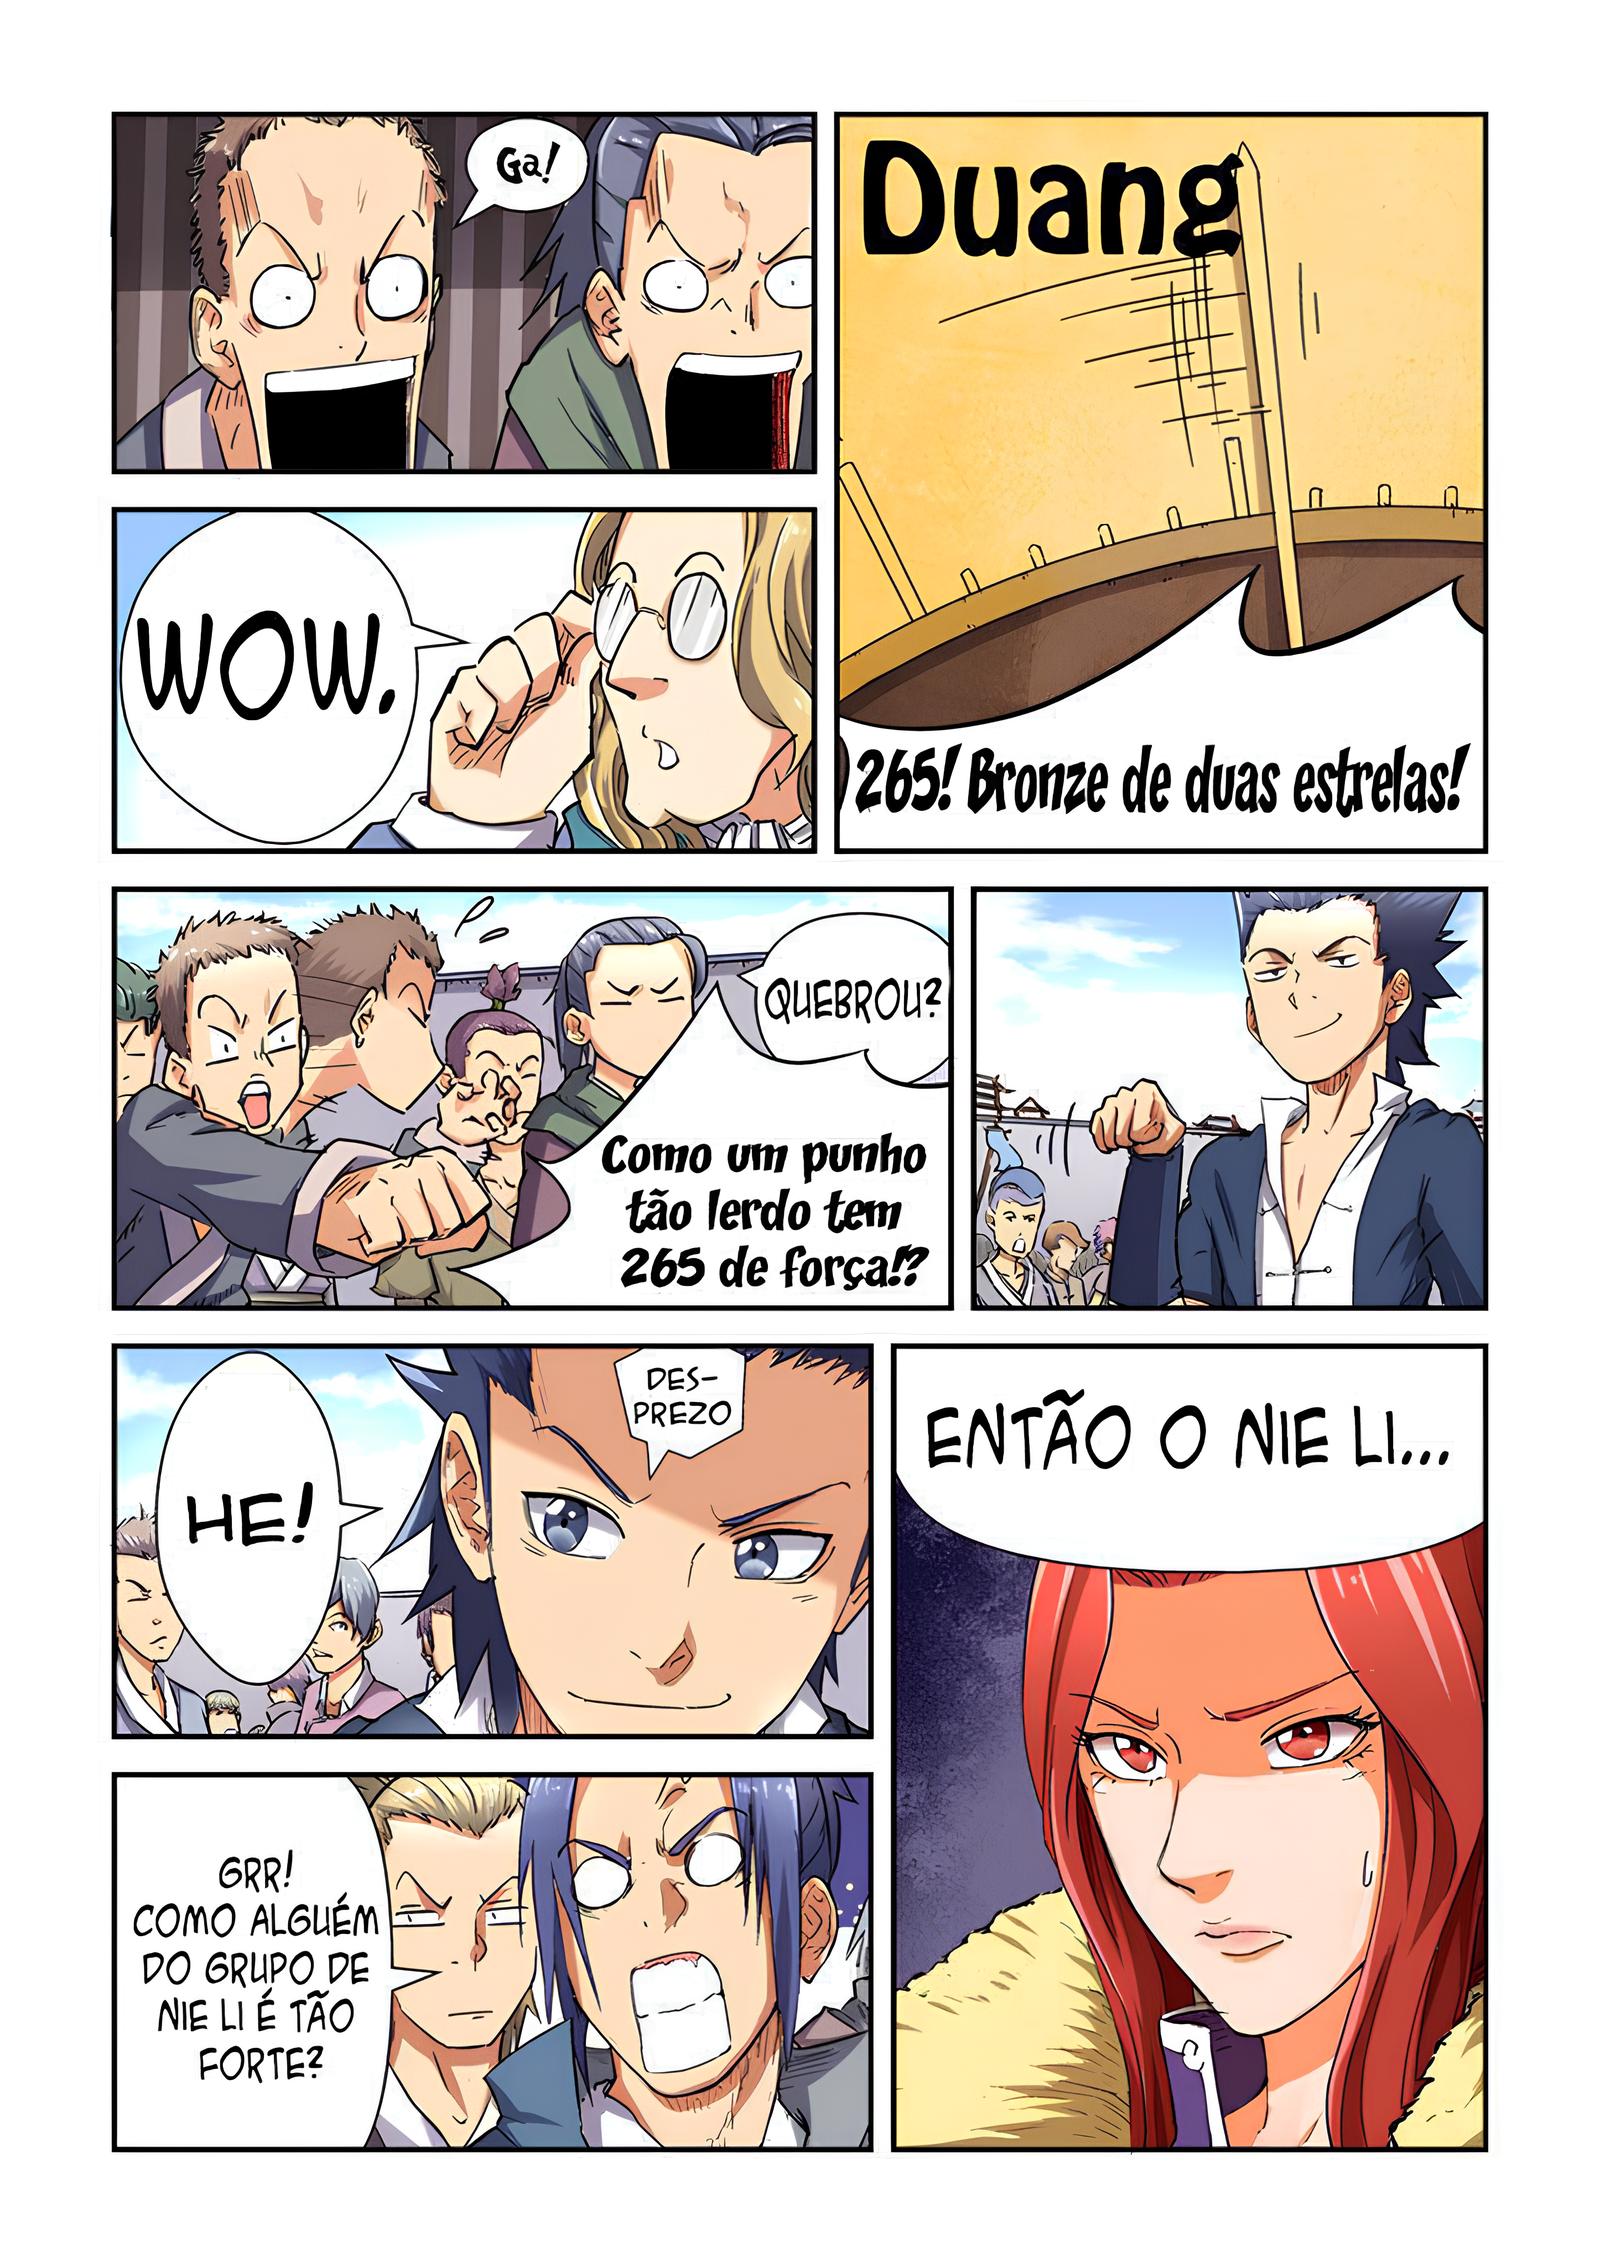 Ga!
Duang
WOW.
265! Bronze de duas estrelas!
QUEBROU?
Como um punho
tão lerdo tem
265 de força!?
HE!
DES-
PREZO
ENTÃO O NIE LI...
GRR!
COMO ALGUÉM
DO GRUPO DE
NIE LI É TÃO
FORTE?